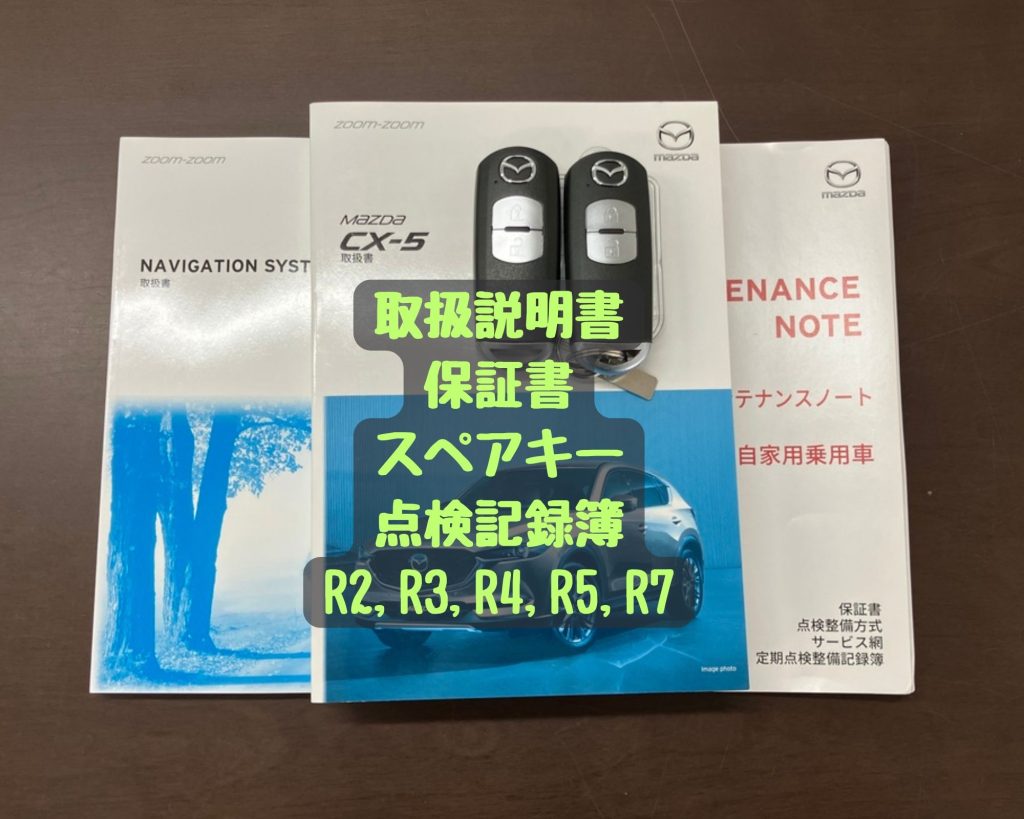 zoom-zoom
NAVIGATION SYST
取扱書
zoom-zoom
mazda
mazda
CX-5
取扱書
取扱説明書
保証書
スペアキー
点検記録簿
R2, R3, R4, R5, R7
Image photo
mazda
ENANCE
NOTE
テナンスノート
自家用乗用車
保証書
点検整備方式
サービス網
定期点検整備記録簿